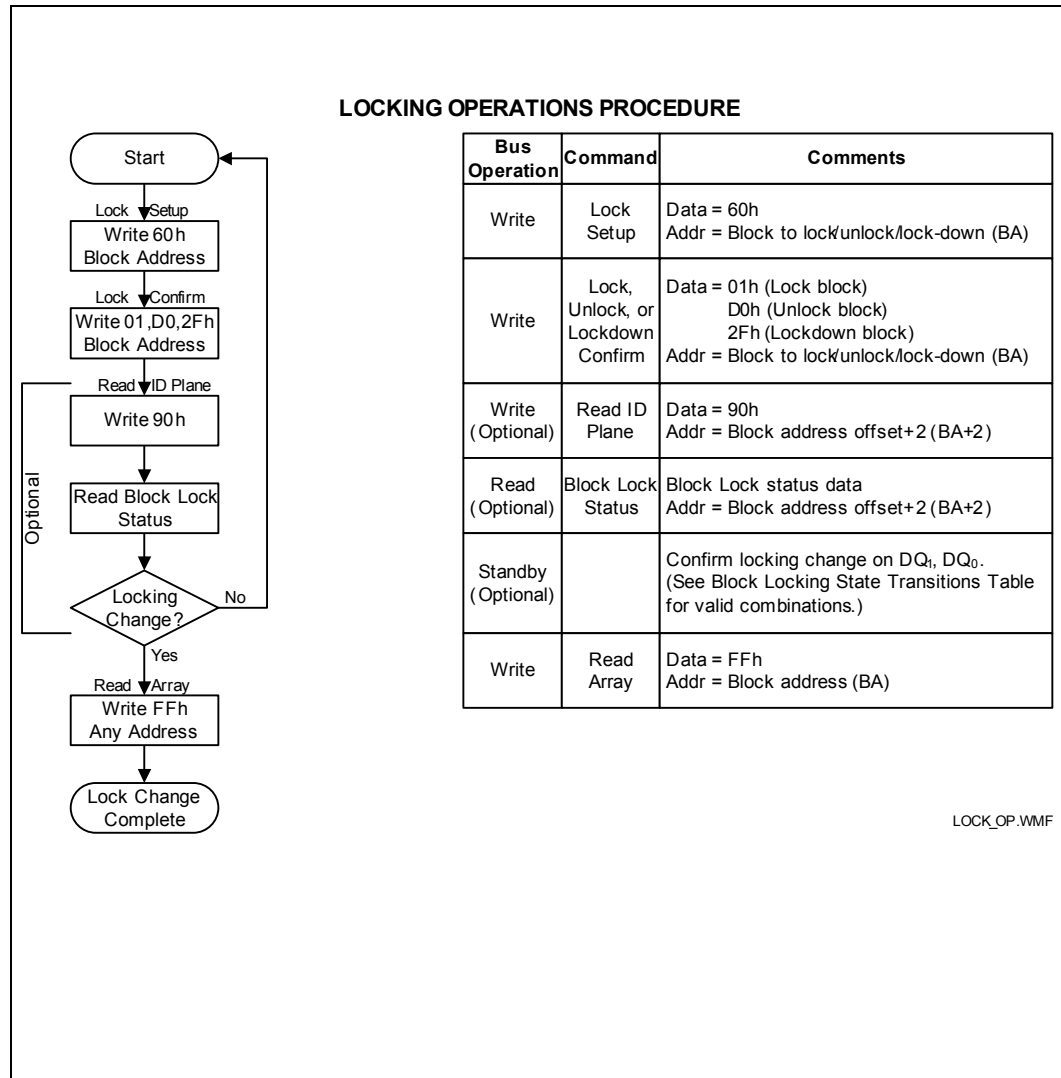 LOCKING OPERATIONS PROCEDURE
Start
Lock Setup
Write 60h
Block Address
Lock Confirm
Write 01,D0,2Fh
Block Address
Read ID Plane
Write 90h
Optional
Read Block Lock
Status
Locking
Change?
No
Yes
Read Array
Write FFh
Any Address
Lock Change
Complete
Bus
Operation
Command
Comments
Write
Lock
Setup
Data = 60h
Addr = Block to lock/unlock/lock-down (BA)
Write
Lock,
Unlock, or
Lockdown
Confirm
Data = 01h (Lock block)
D0h (Unlock block)
2Fh (Lockdown block)
Addr = Block to lock/unlock/lock-down (BA)
Write
(Optional)
Read ID
Plane
Data = 90h
Addr = Block address offset+2 (BA+2)
Read
(Optional)
Block Lock
Status
Block Lock status data
Addr = Block address offset+2 (BA+2)
Standby
(Optional)
Confirm locking change on DQ₁, DQ₀.
(See Block Locking State Transitions Table
for valid combinations.)
Write
Read
Array
Data = FFh
Addr = Block address (BA)
LOCK_OP.WMF